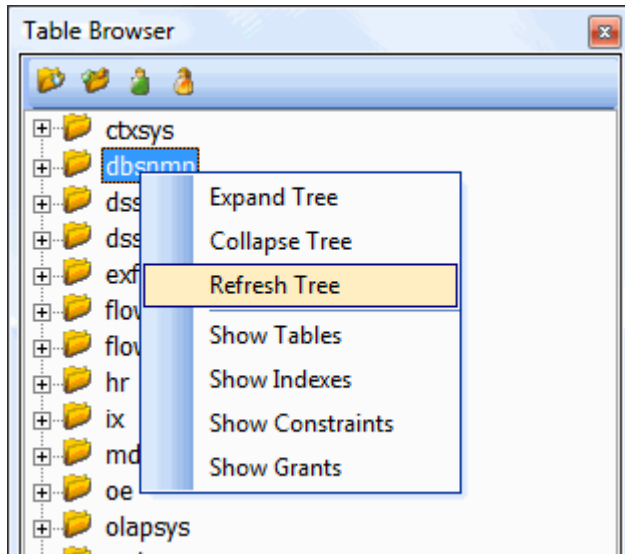 Table Browser
ctxsys
dbsnmp
Expand Tree
Collapse Tree
Refresh Tree
Show Tables
Show Indexes
Show Constraints
Show Grants
hr
ix
oe
olapsys